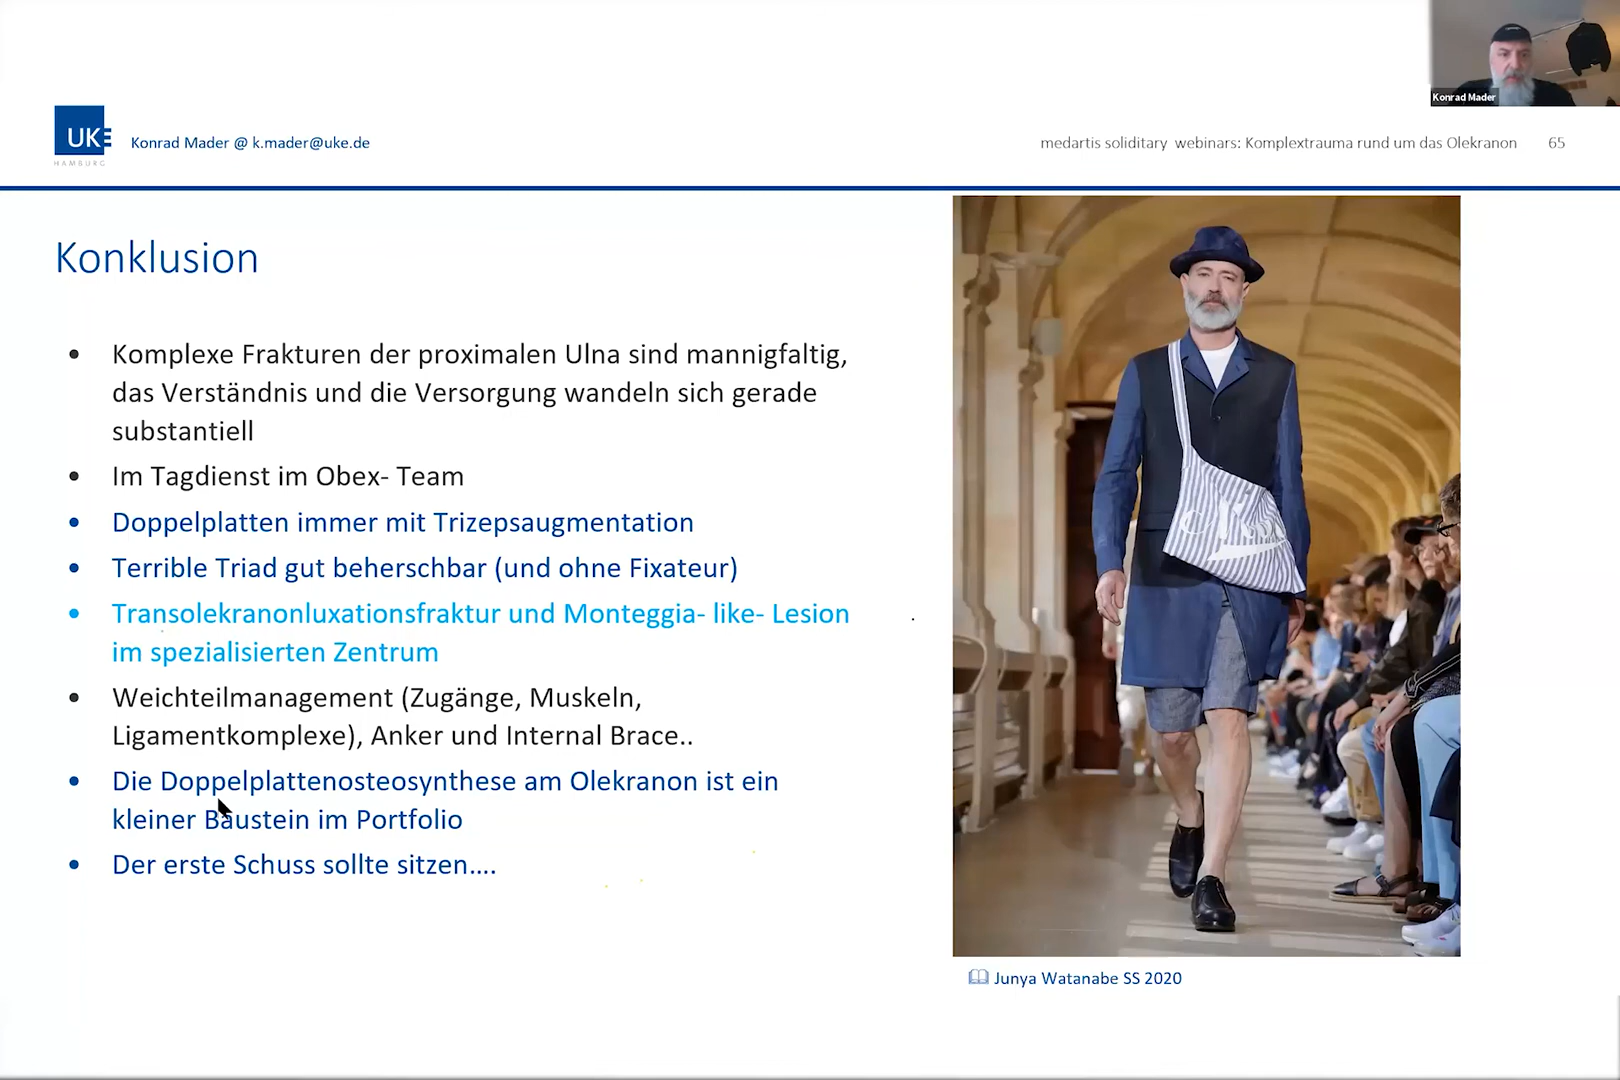 Konrad Mader
UKE
HAMBURG
Konrad Mader @ k.mader@uke.de
medartis soliditary webinars: Komplextrauma rund um das Olekranon
65
Konklusion
• Komplexe Frakturen der proximalen Ulna sind mannigfaltig,
das Verständnis und die Versorgung wandeln sich gerade
substantiell
• Im Tagdienst im Obex- Team
• Doppelplatten immer mit Trizepsaugmentation
• Terrible Triad gut beherschbar (und ohne Fixateur)
• Transolekranonluxationsfraktur und Monteggia- like- Lesion
im spezialisierten Zentrum
• Weichteilmanagement (Zugänge, Muskeln,
Ligamentkomplexe), Anker und Internal Brace..
• Die Doppelplattenosteosynthese am Olekranon ist ein
kleiner Baustein im Portfolio
• Der erste Schuss sollte sitzen....
Junya Watanabe SS 2020